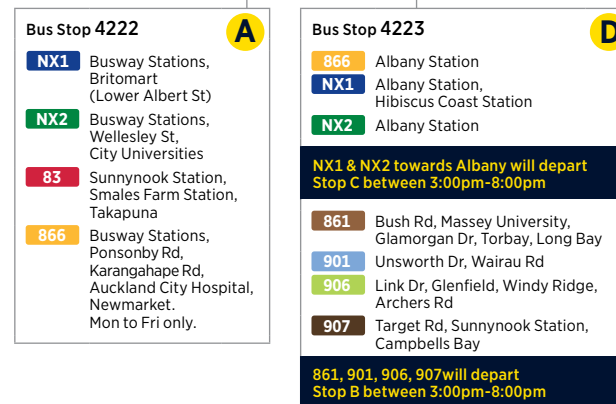 Bus Stop 4222
A
NX1 Busway Stations,
Britomart
(Lower Albert St)
NX2 Busway Stations,
Wellesley St,
City Universities
83 Sunnynook Station,
Smales Farm Station,
Takapuna
866 Busway Stations,
Ponsonby Rd,
Karangahape Rd,
Auckland City Hospital,
Newmarket.
Mon to Fri only.
Bus Stop 4223
D
866 Albany Station
NX1 Albany Station,
Hibiscus Coast Station
NX2 Albany Station
NX1 & NX2 towards Albany will depart
Stop C between 3:00pm-8:00pm
861 Bush Rd, Massey University,
Glamorgan Dr, Torbay, Long Bay
901 Unsworth Dr, Wairau Rd
906 Link Dr, Glenfield, Windy Ridge,
Archers Rd
907 Target Rd, Sunnynook Station,
Campbells Bay
861, 901, 906, 907will depart
Stop B between 3:00pm-8:00pm